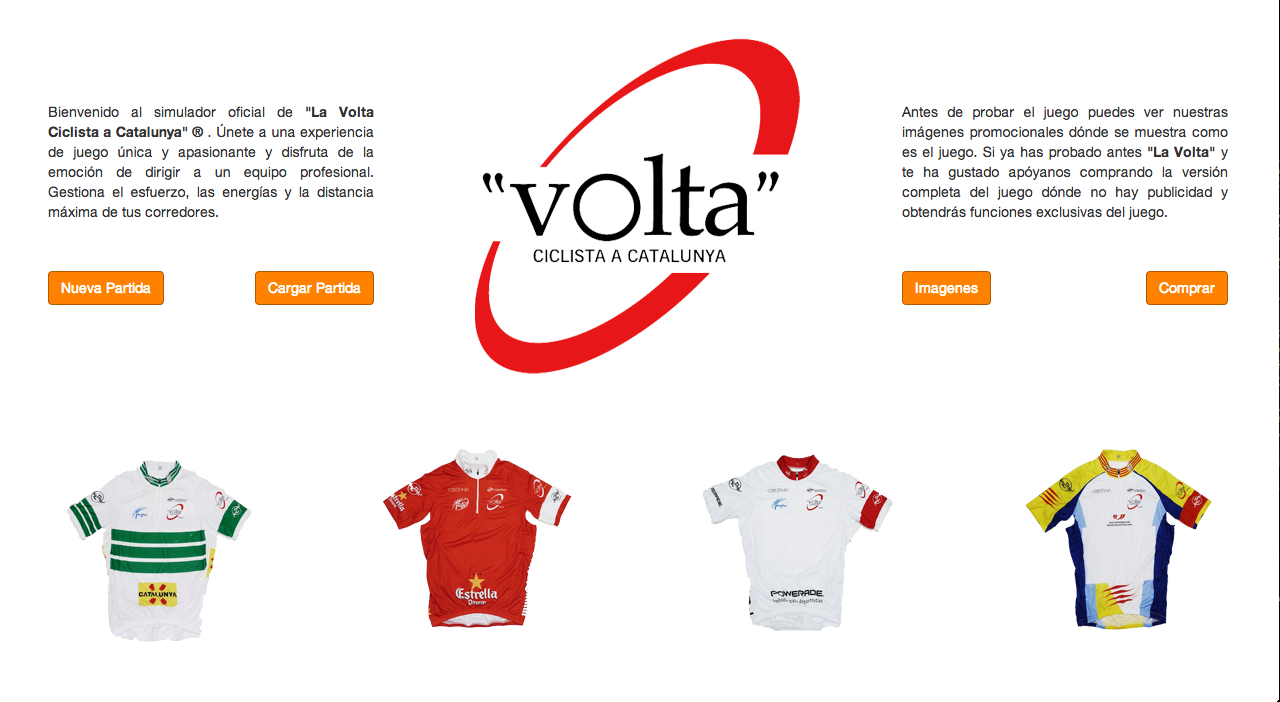 Bienvenido al simulador oficial de "La Volta
Ciclista a Catalunya" ® . Únete a una experiencia
de juego única y apasionante y disfruta de la
emoción de dirigir a un equipo profesional.
Gestiona el esfuerzo, las energías y la distancia
máxima de tus corredores.
Nueva Partida
Cargar Partida
"volta"
CICLISTA A CATALUNYA
Antes de probar el juego puedes ver nuestras
imágenes promocionales dónde se muestra como
es el juego. Si ya has probado antes "La Volta" y
te ha gustado apóyanos comprando la versión
completa del juego dónde no hay publicidad y
obtendrás funciones exclusivas del juego.
Imagenes
Comprar
volta
CATALUNYA
Estrella
Damm
volta
POWERADE
volta